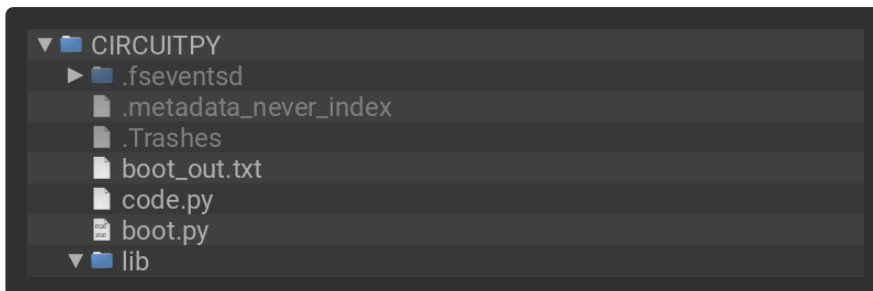 CIRCUITPY
.fseventsd
.metadata_never_index
.Trashes
boot_out.txt
code.py
boot.py
lib